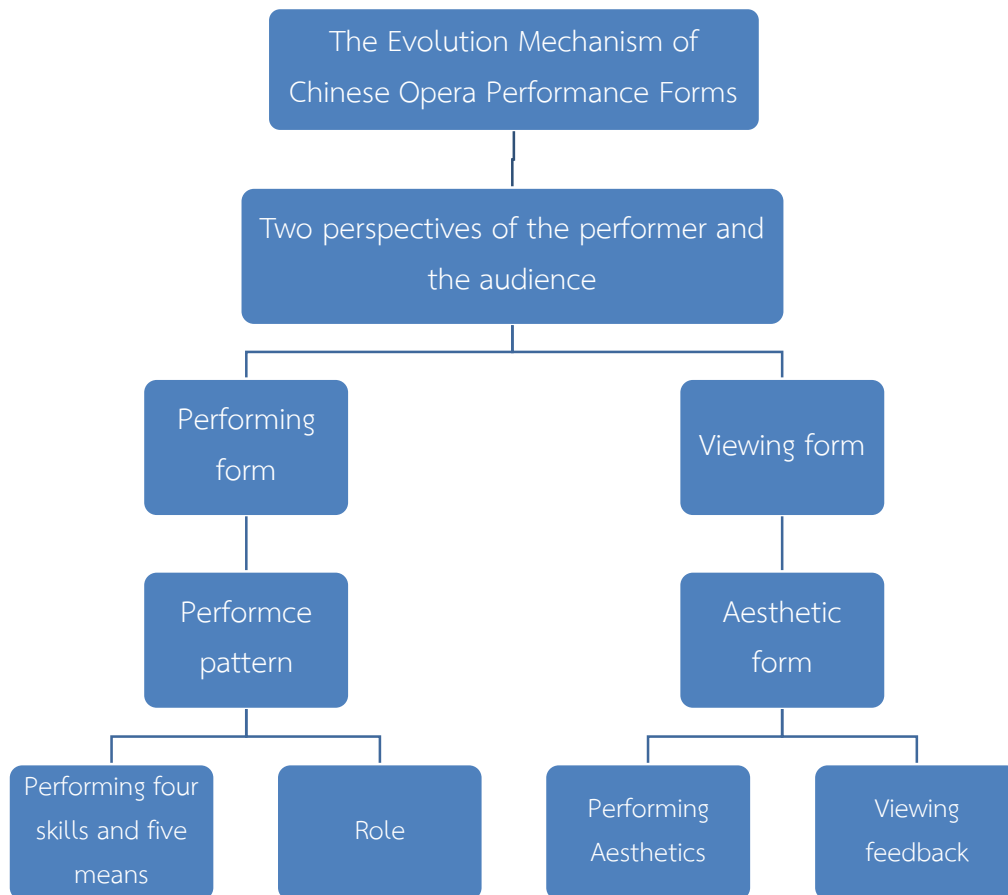 The Evolution Mechanism of
Chinese Opera Performance Forms
Two perspectives of the performer and
the audience
Performing
form
Viewing form
Performce
pattern
Aesthetic
form
Performing four
skills and five
means
Role
Performing
Aesthetics
Viewing
feedback